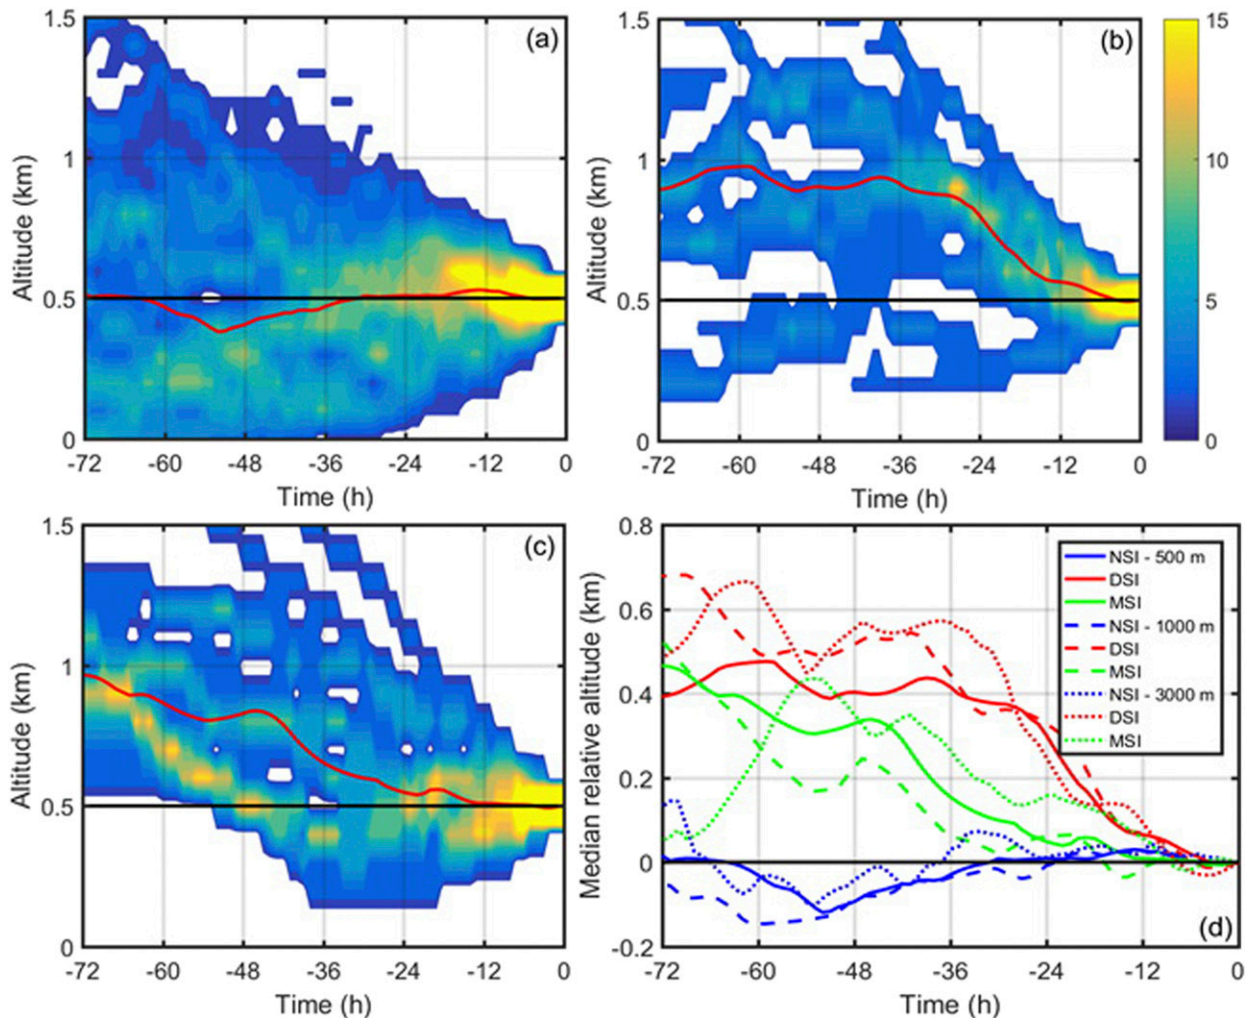 (a)
1.5
1
0.5
0
Altitude (km)
-72 -60 -48 -36 -24 -12 0
Time (h)
(b)
1.5
1
0.5
0
Altitude (km)
-72 -60 -48 -36 -24 -12 0
Time (h)
15
10
5
0
(c)
1.5
1
0.5
0
Altitude (km)
-72 -60 -48 -36 -24 -12 0
Time (h)
0.8
0.6
0.4
0.2
0
-0.2
Median relative altitude (km)
NSI - 500 m
DSI
MSI
NSI - 1000 m
DSI
MSI
NSI - 3000 m
DSI
MSI
(d)
-72 -60 -48 -36 -24 -12 0
Time (h)